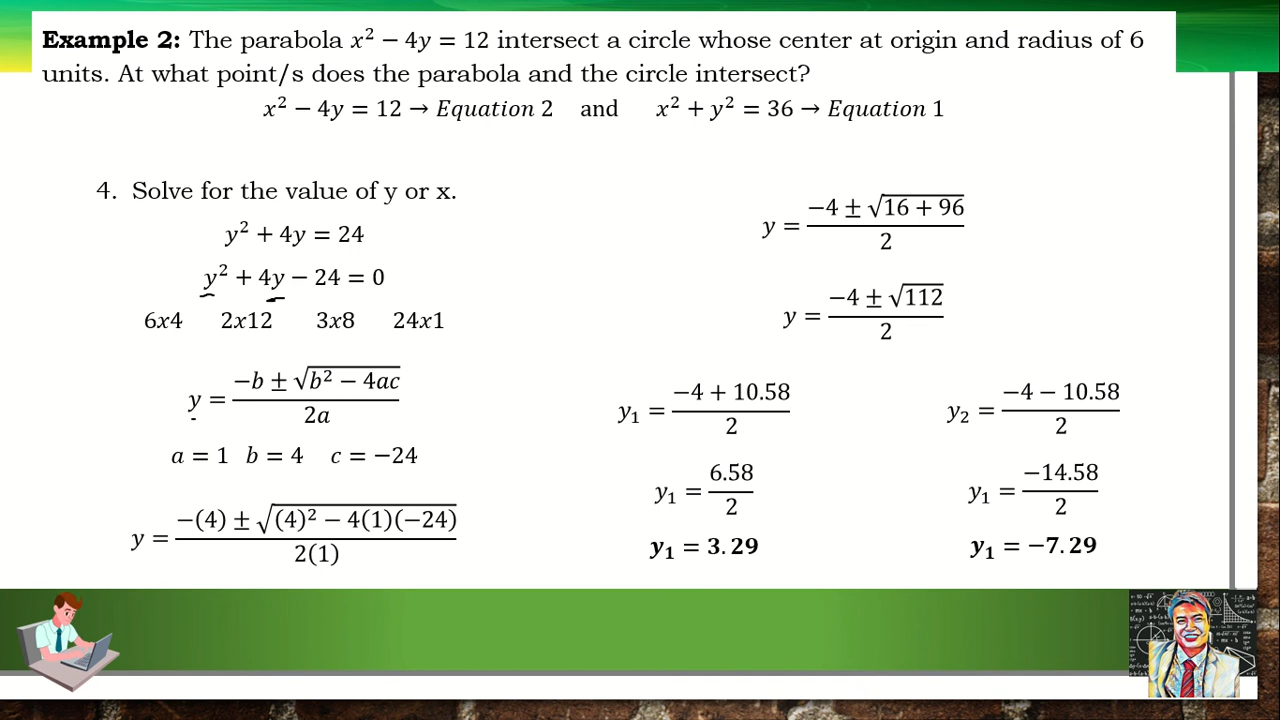 Example 2: The parabola x² − 4y = 12 intersect a circle whose center at origin and radius of 6
units. At what point/s does the parabola and the circle intersect?
x² − 4y = 12 → Equation 2 and x² + y² = 36 → Equation 1
4. Solve for the value of y or x.
y² + 4y = 24
y² + 4y − 24 = 0
6x4 2x12 3x8 24x1
y = (−b ± √(b² − 4ac))/(2a)
a = 1 b = 4 c = −24
y = (−(4) ± √((4)² − 4(1)(−24)))/(2(1))
y = (−4 ± √(16 + 96))/2
y = (−4 ± √112)/2
y₁ = (−4 + 10.58)/2
y₁ = 6.58/2
y₁ = 3.29
y₂ = (−4 − 10.58)/2
y₁ = −14.58/2
y₁ = −7.29